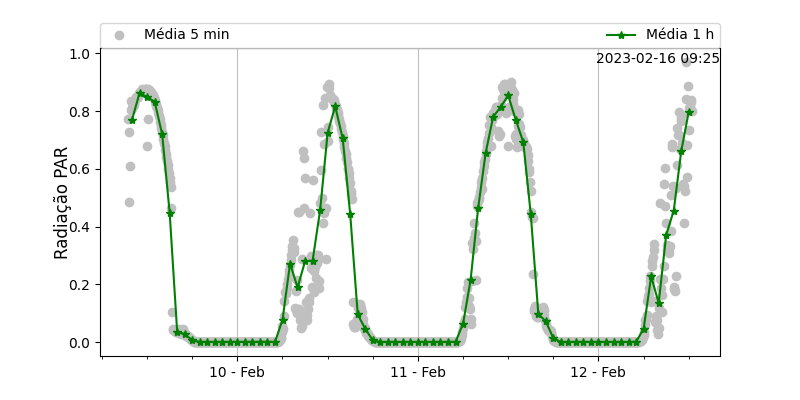 Média 5 min
Média 1 h
2023-02-16 09:25
Radiação PAR
1.0
0.8
0.6
0.4
0.2
0.0
10 - Feb
11 - Feb
12 - Feb